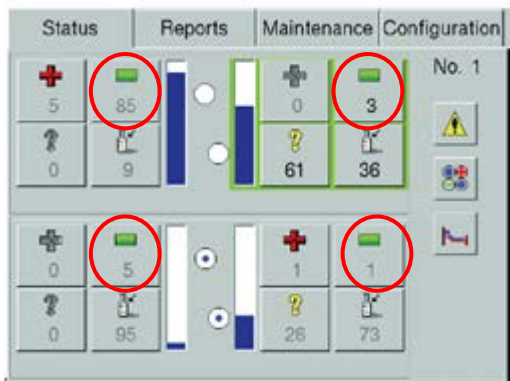 Status Reports Maintenance Configuration
No. 1
5 85 0 3
? ?
0 9 61 36
0 5 1 1
? ?
0 95 26 73